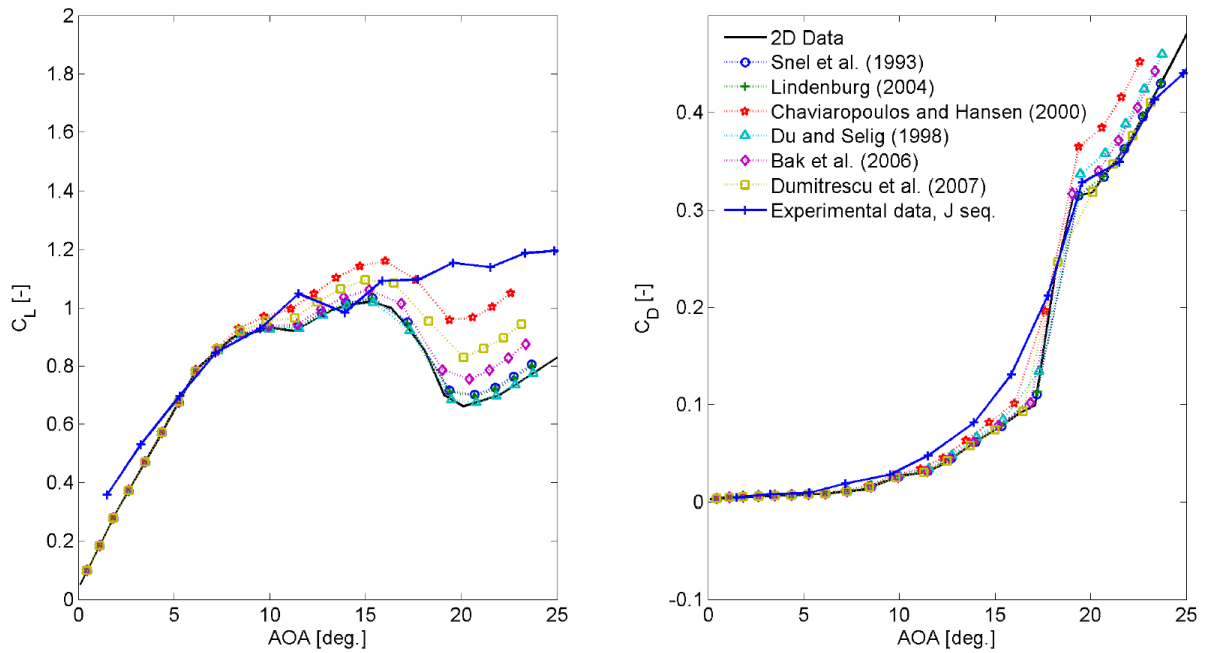 2
1.8
1.6
1.4
1.2
1
0.8
0.6
0.4
0.2
0
C_L [-]
0 5 10 15 20 25
AOA [deg.]
2D Data
Snel et al. (1993)
Lindenburg (2004)
Chaviaropoulos and Hansen (2000)
Du and Selig (1998)
Bak et al. (2006)
Dumitrescu et al. (2007)
Experimental data, J seq.
0.4
0.3
0.2
0.1
0
-0.1
C_D [-]
0 5 10 15 20 25
AOA [deg.]